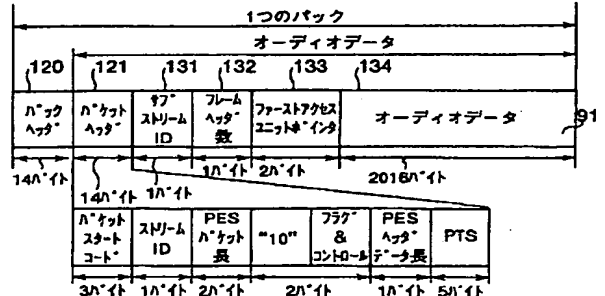 1つのパック
オーディオデータ
120 121 131 132 133 134
パック
ヘッダ
パケット
ヘッダ
サブ
ストリーム
ID
フレーム
ヘッダ
数
ファーストアクセス
ユニットポインタ
オーディオデータ
91
14バイト
14バイト
1バイト
1バイト
2バイト
2016バイト
パケット
スタート
コード
ストリーム
ID
PES
パケット
長
“10”
フラグ
&
コントロール
PES
ヘッダ
データ長
PTS
3バイト
1バイト
2バイト
2バイト
1バイト
5バイト